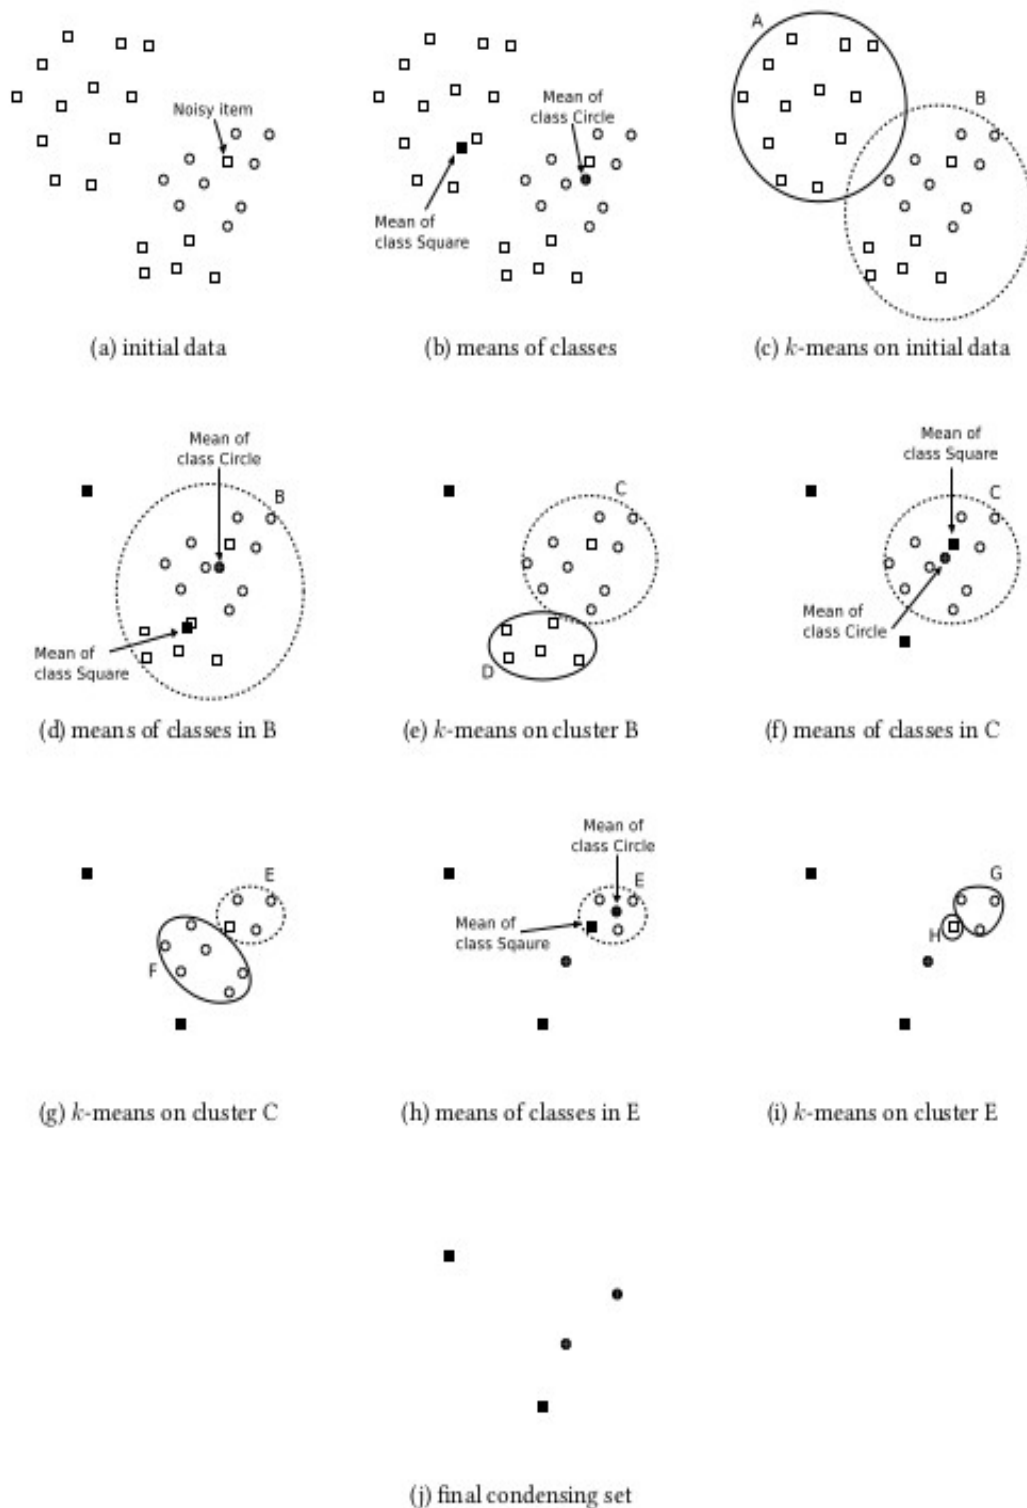 A
B
Noisy item
Mean of
class Circle
Mean of
class Square
(a) initial data
(b) means of classes
(c) k-means on initial data
Mean of
class Circle
B
Mean of
class Square
C
D
Mean of
class Square
C
Mean of
class Circle
(d) means of classes in B
(e) k-means on cluster B
(f) means of classes in C
E
F
Mean of
class Circle
E
Mean of
class Sqaure
G
H
(g) k-means on cluster C
(h) means of classes in E
(i) k-means on cluster E
(j) final condensing set